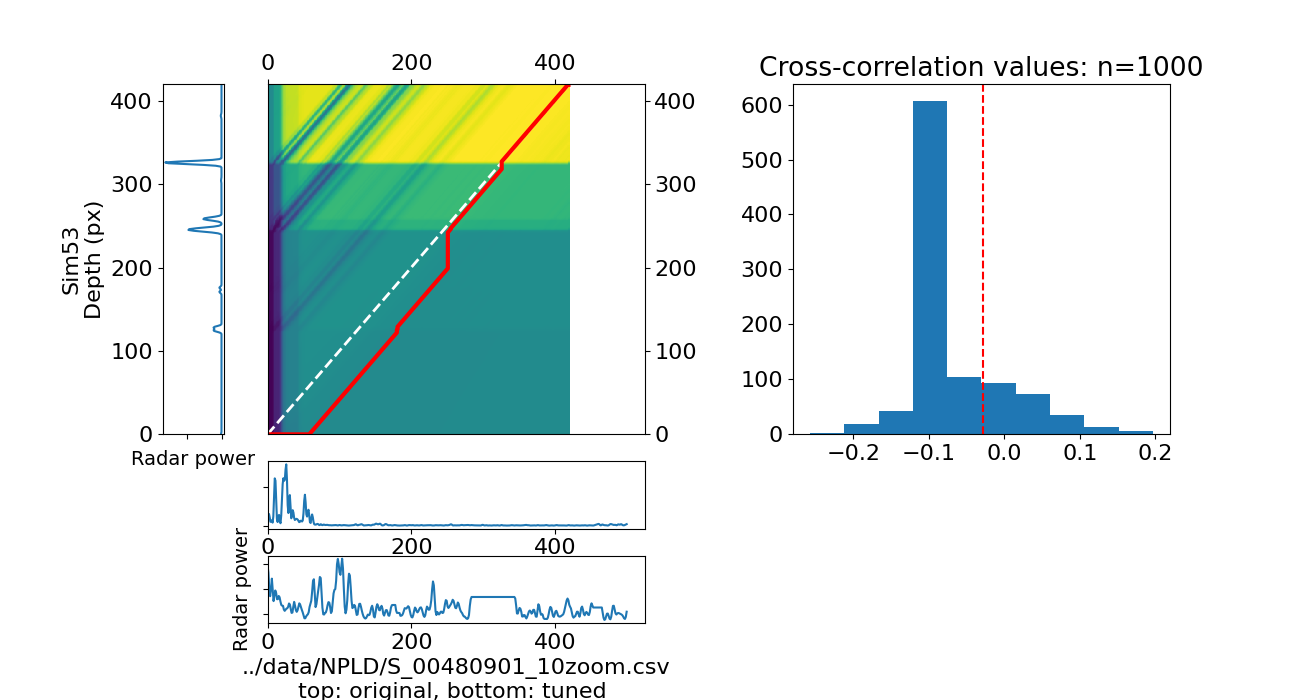 0 200 400
Cross-correlation values: n=1000
400
300
200
100
0
Sim53
Depth (px)
Radar power
400
300
200
100
0
600
500
400
300
200
100
0
−0.2 −0.1 0.0 0.1 0.2
0 200 400
Radar power
0 200 400
../data/NPLD/S_00480901_10zoom.csv
top: original, bottom: tuned